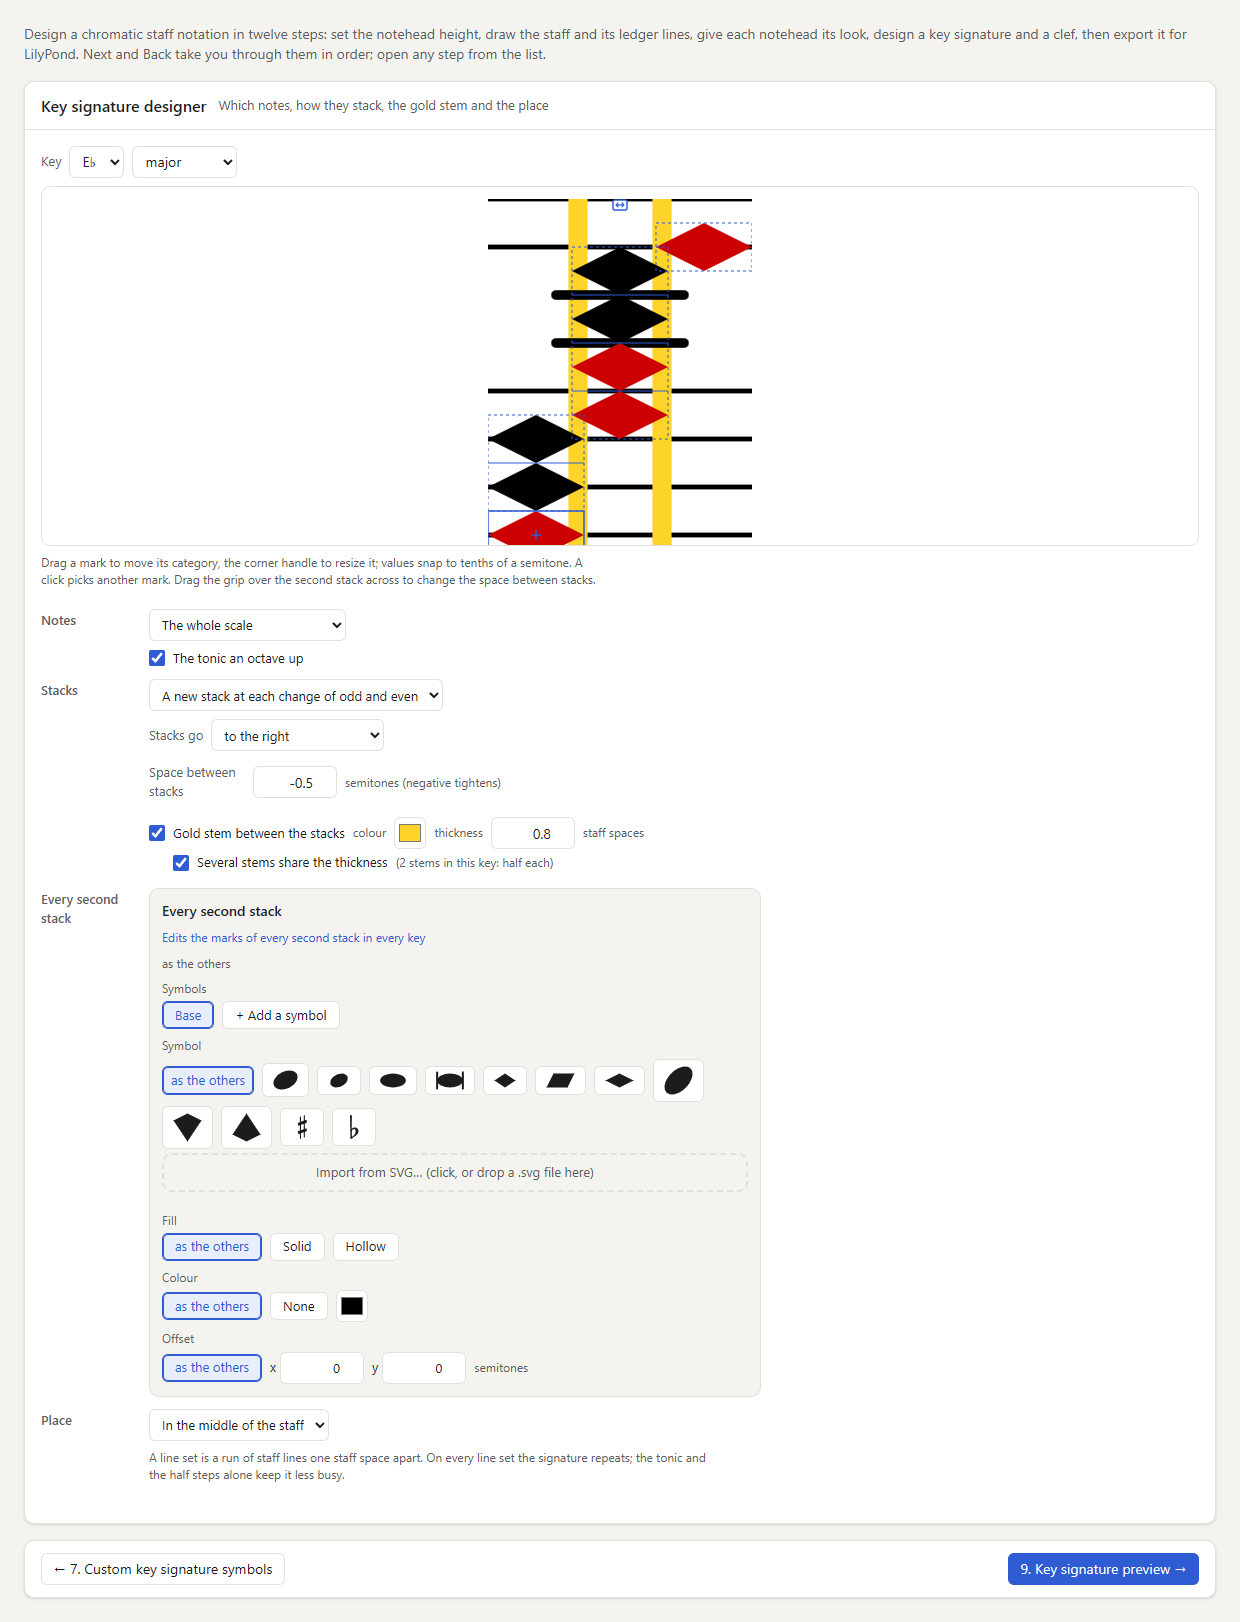 Design a chromatic staff notation in twelve steps: set the notehead height, draw the staff and its ledger lines, give each notehead its look, design a key signature and a clef, then export it for
LilyPond. Next and Back take you through them in order; open any step from the list.
Key signature designer Which notes, how they stack, the gold stem and the place
Key E♭ major
Drag a mark to move its category, the corner handle to resize it; values snap to tenths of a semitone. A
click picks another mark. Drag the grip over the second stack across to change the space between stacks.
Notes The whole scale
The tonic an octave up
Stacks A new stack at each change of odd and even
Stacks go to the right
Space between
stacks -0.5 semitones (negative tightens)
Gold stem between the stacks colour thickness 0.8 staff spaces
Several stems share the thickness (2 stems in this key: half each)
Every second
stack
Every second stack
Edits the marks of every second stack in every key
as the others
Symbols
Base + Add a symbol
Symbol
as the others
♯ ♭
Import from SVG... (click, or drop a .svg file here)
Fill
as the others Solid Hollow
Colour
as the others None
Offset
as the others x 0 y 0 semitones
Place In the middle of the staff
A line set is a run of staff lines one staff space apart. On every line set the signature repeats; the tonic and
the half steps alone keep it less busy.
← 7. Custom key signature symbols
9. Key signature preview →